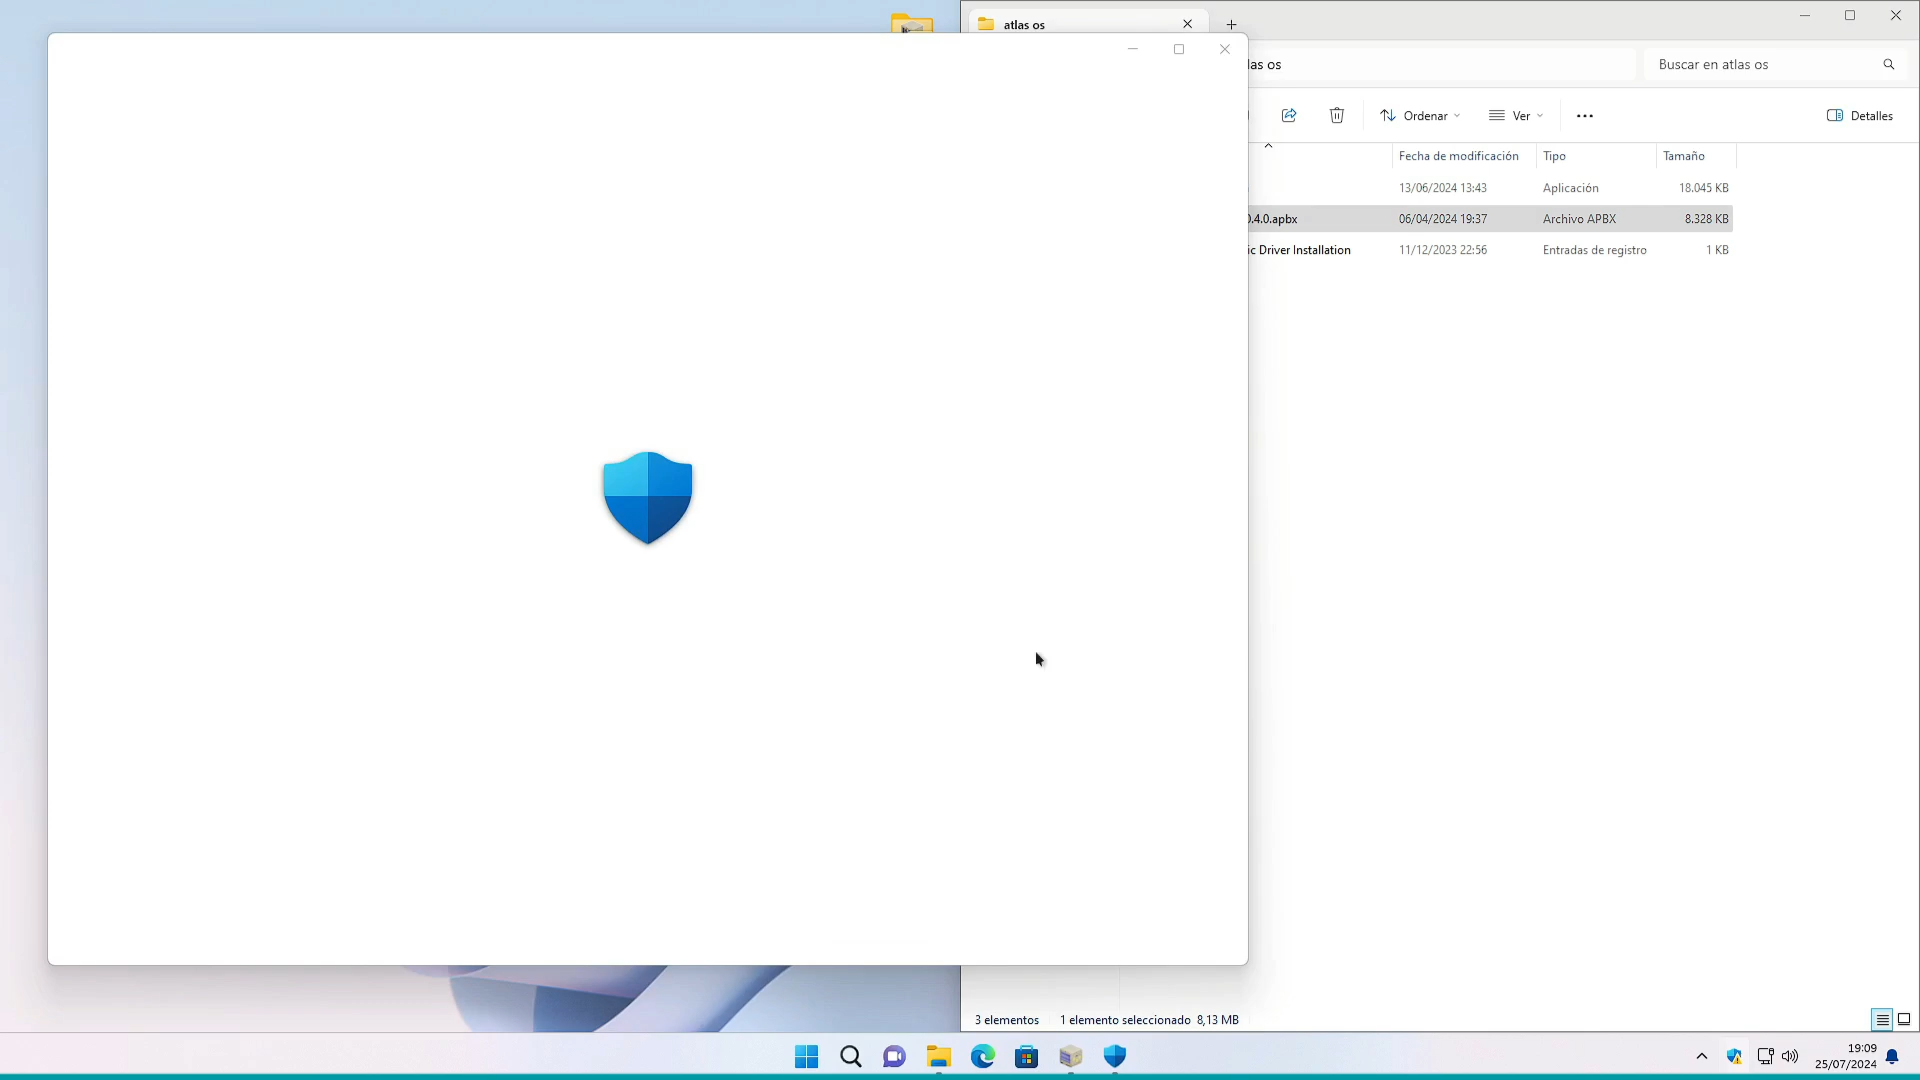 atlas os
las os
Buscar en atlas os
Ordenar
Ver
Detalles
Fecha de modificación
Tipo
Tamaño
13/06/2024 13:43
Aplicación
18.045 KB
0.4.0.apbx
06/04/2024 19:37
Archivo APBX
8.328 KB
ic Driver Installation
11/12/2023 22:56
Entradas de registro
1 KB
3 elementos
1 elemento seleccionado 8,13 MB
19:09
25/07/2024